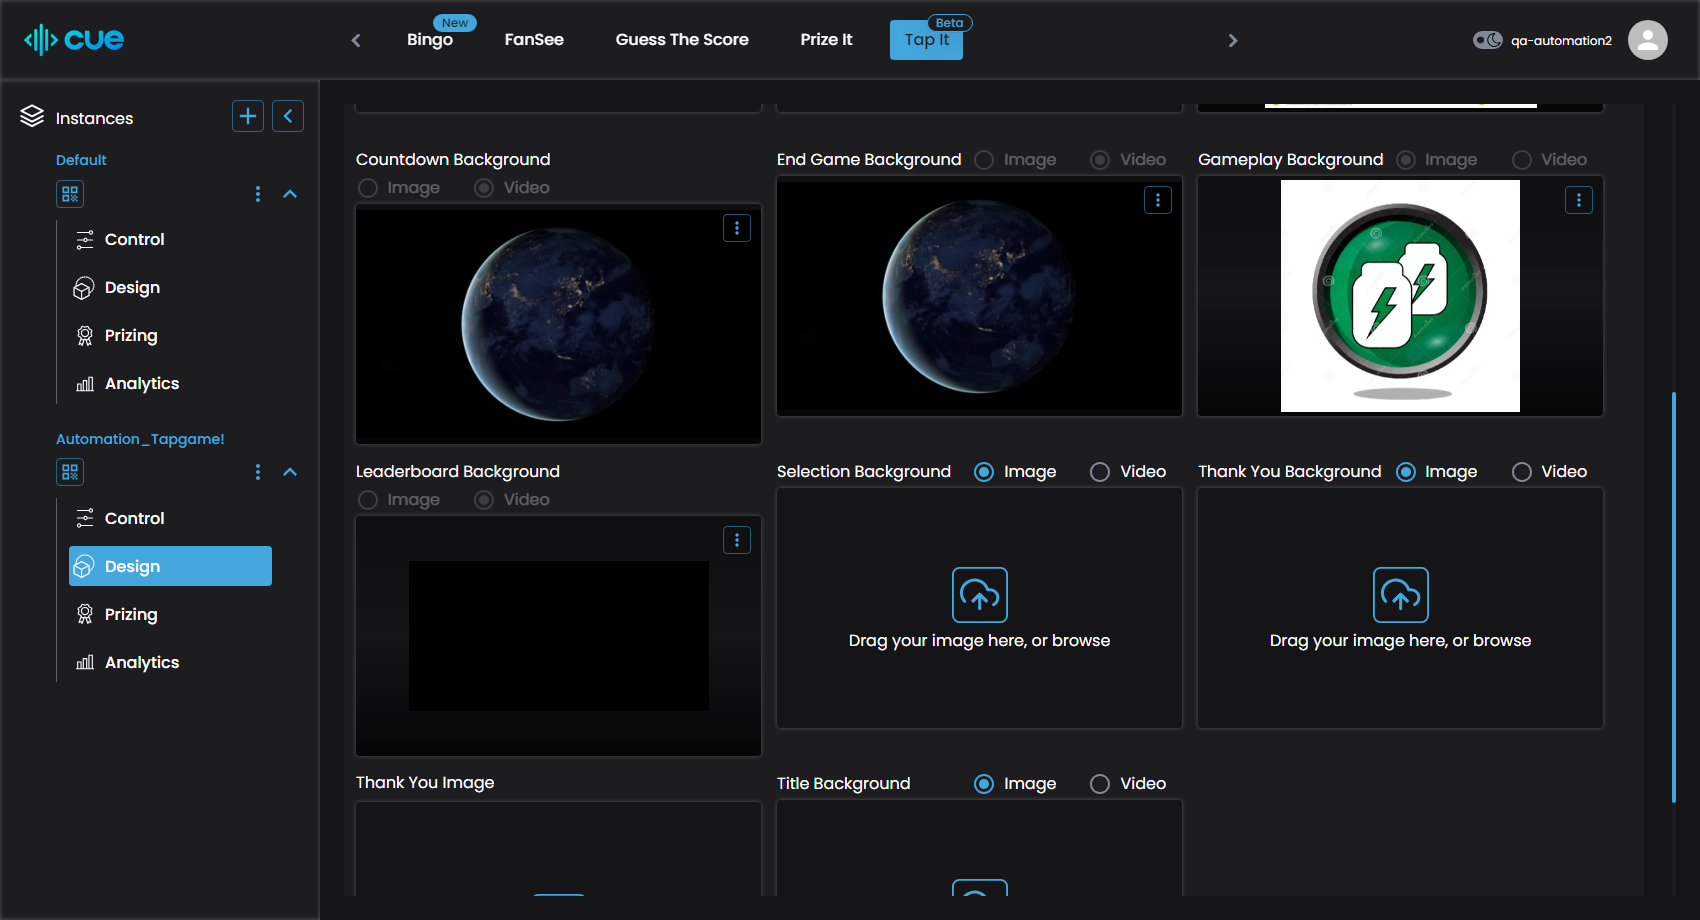 cue
Bingo
New
FanSee
Guess The Score
Prize It
Tap It
Beta
qa-automation2
Instances
Default
Control
Design
Prizing
Analytics
Automation_Tapgame!
Control
Design
Prizing
Analytics
Countdown Background
Image Video
End Game Background Image Video
Gameplay Background Image Video
Leaderboard Background
Image Video
Selection Background Image Video
Drag your image here, or browse
Thank You Background Image Video
Drag your image here, or browse
Thank You Image
Title Background Image Video